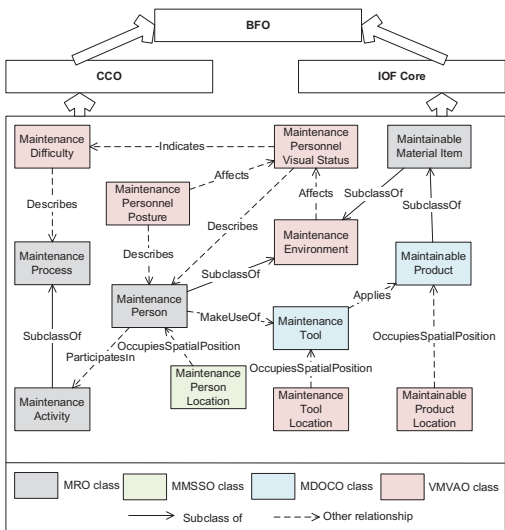 BFO
CCO
IOF Core
Maintenance
Difficulty
Indicates
Maintenance
Personnel
Visual Status
Maintainable
Material Item
Affects
Affects
SubclassOf
SubclassOf
Describes
Maintenance
Personnel
Posture
Describes
Maintenance
Environment
Maintenance
Process
Describes
SubclassOf
Maintainable
Product
Maintenance
Person
MakeUseOf
Applies
Maintenance
Tool
SubclassOf
OccupiesSpatialPosition
OccupiesSpatialPosition
ParticipatesIn
OccupiesSpatialPosition
Maintenance
Activity
Maintenance
Person
Location
Maintenance
Tool
Location
Maintainable
Product
Location
MRO class
MMSSO class
MDOCO class
VMVAO class
Subclass of
Other relationship